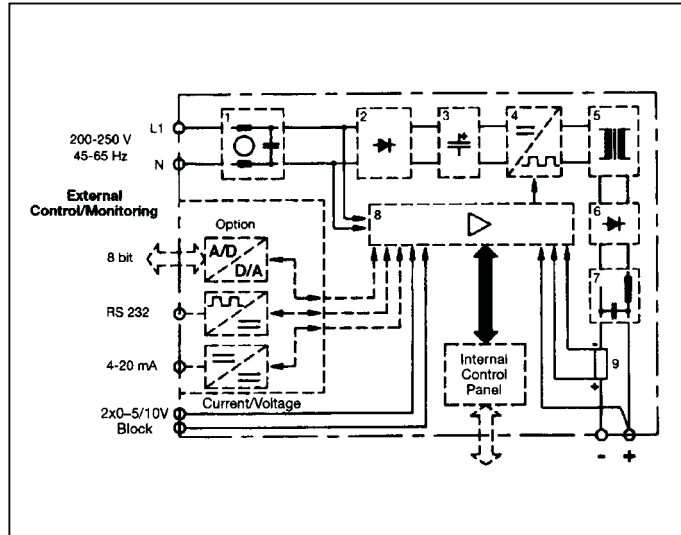 1
2
3
4
5
L1
200-250 V
45-65 Hz
N
External
Control/Monitoring
Option
8
6
8 bit
A/D
D/A
7
RS 232
-
9
Internal
Control
Panel
4-20 mA
+
Current/Voltage
2x0–5/10V
Block
- +